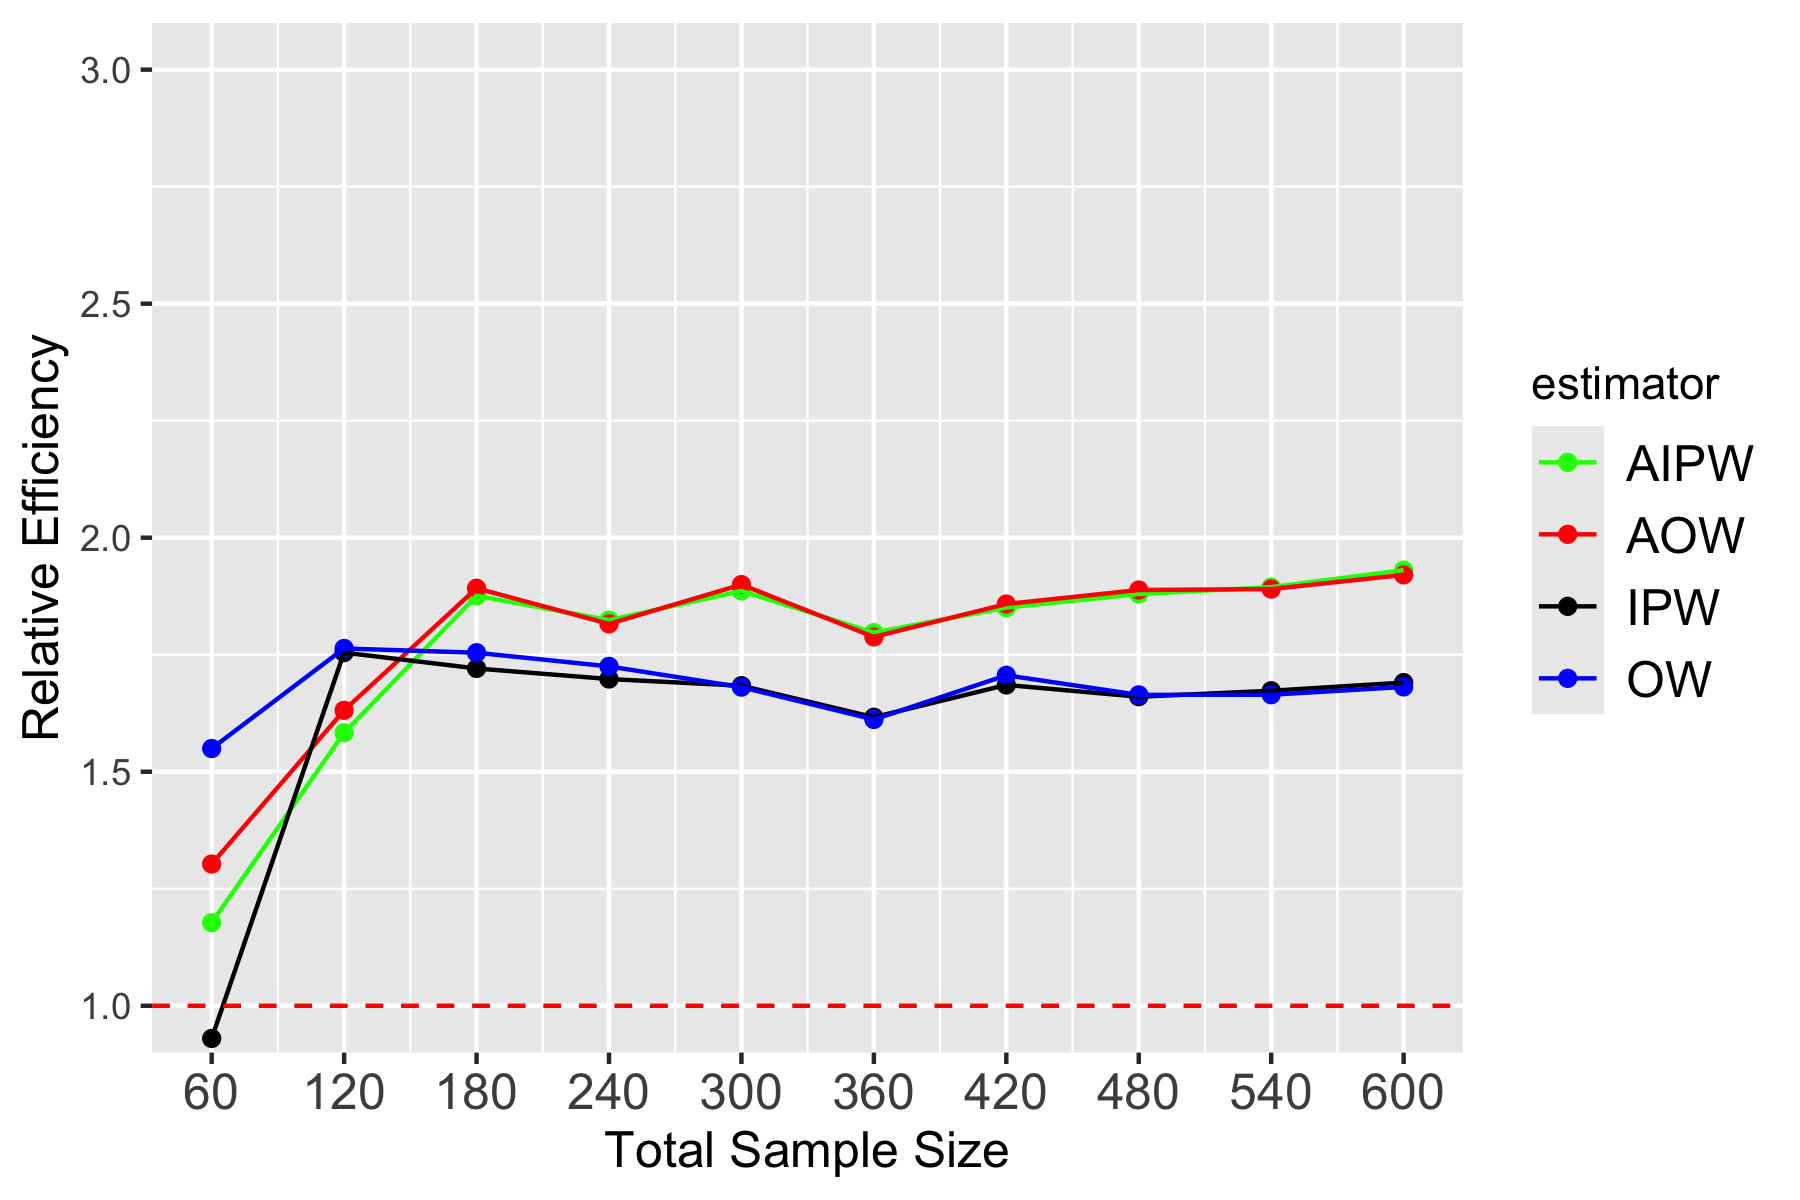 3.0
2.5
2.0
1.5
1.0
Relative Efficiency
60 120 180 240 300 360 420 480 540 600
Total Sample Size
estimator
AIPW
AOW
IPW
OW